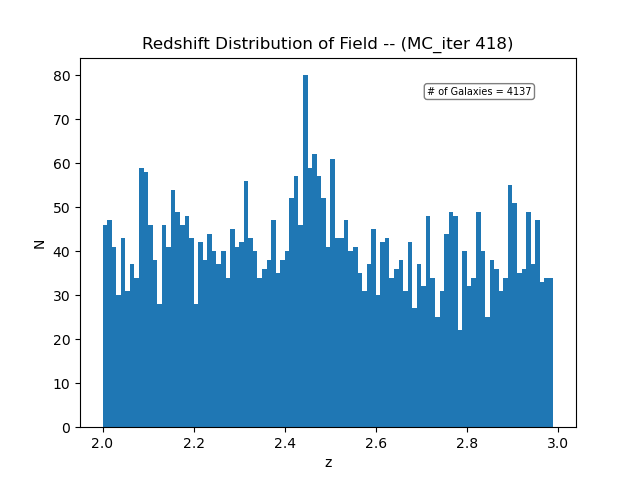 Redshift Distribution of Field -- (MC_iter 418)
# of Galaxies = 4137
80
70
60
50
40
30
20
10
0
N
2.0 2.2 2.4 2.6 2.8 3.0
z